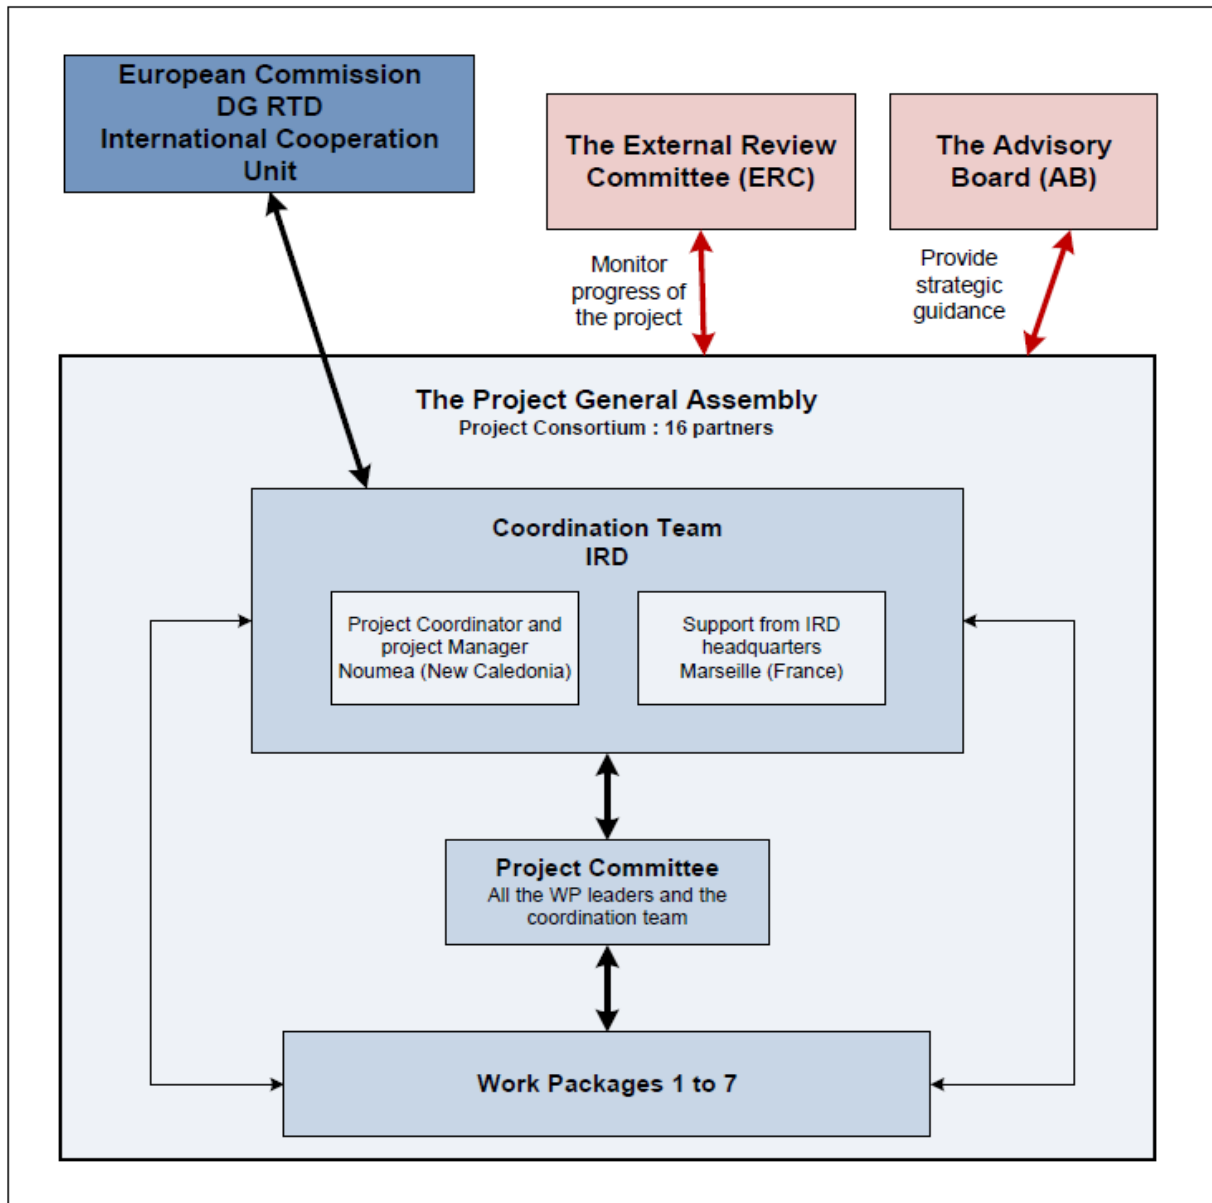 European Commission
DG RTD
International Cooperation
Unit
The External Review
Committee (ERC)
The Advisory
Board (AB)
Monitor
progress of
the project
Provide
strategic
guidance
The Project General Assembly
Project Consortium : 16 partners
Coordination Team
IRD
Project Coordinator and
project Manager
Noumea (New Caledonia)
Support from IRD
headquarters
Marseille (France)
Project Committee
All the WP leaders and the
coordination team
Work Packages 1 to 7